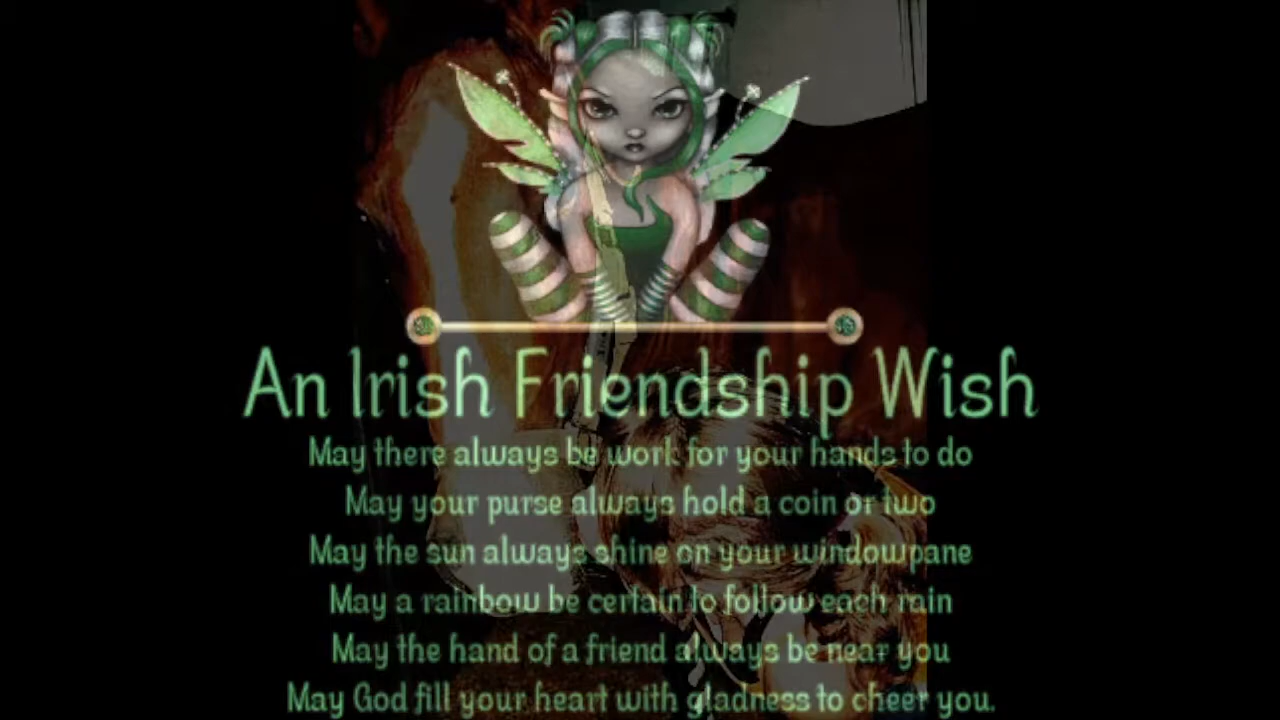 An Irish Friendship Wish
May there always be work for your hands to do
May your purse always hold a coin or two
May the sun always shine on your windowpane
May a rainbow be certain to follow each rain
May the hand of a friend always be near you
May God fill your heart with gladness to cheer you.